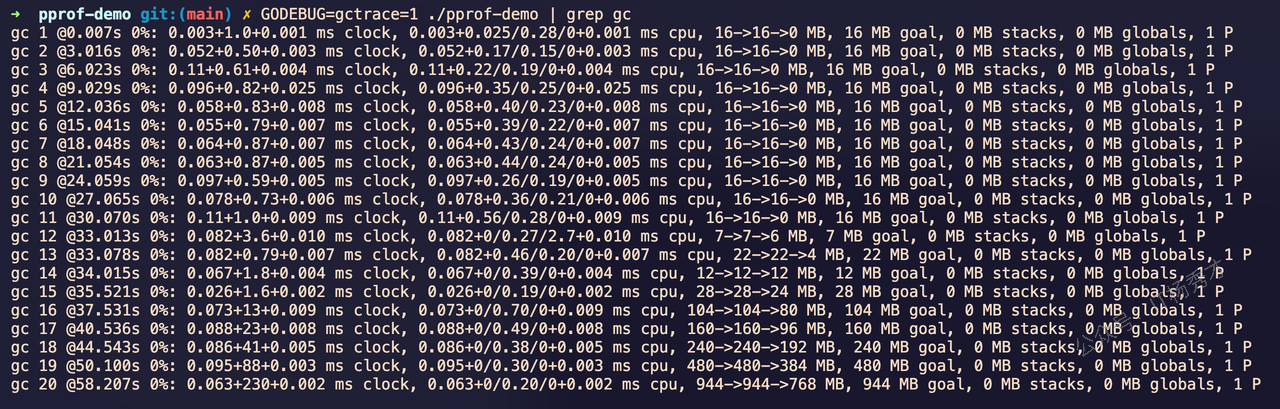 ➜  pprof-demo git:(main) ✗ GODEBUG=gctrace=1 ./pprof-demo | grep gc
gc 1 @0.007s 0%: 0.003+1.0+0.001 ms clock, 0.003+0.025/0.28/0+0.001 ms cpu, 16->16->0 MB, 16 MB goal, 0 MB stacks, 0 MB globals, 1 P
gc 2 @3.016s 0%: 0.052+0.50+0.003 ms clock, 0.052+0.17/0.15/0+0.003 ms cpu, 16->16->0 MB, 16 MB goal, 0 MB stacks, 0 MB globals, 1 P
gc 3 @6.023s 0%: 0.11+0.61+0.004 ms clock, 0.11+0.22/0.19/0+0.004 ms cpu, 16->16->0 MB, 16 MB goal, 0 MB stacks, 0 MB globals, 1 P
gc 4 @9.029s 0%: 0.096+0.82+0.025 ms clock, 0.096+0.35/0.25/0+0.025 ms cpu, 16->16->0 MB, 16 MB goal, 0 MB stacks, 0 MB globals, 1 P
gc 5 @12.036s 0%: 0.058+0.83+0.008 ms clock, 0.058+0.40/0.23/0+0.008 ms cpu, 16->16->0 MB, 16 MB goal, 0 MB stacks, 0 MB globals, 1 P
gc 6 @15.041s 0%: 0.055+0.79+0.007 ms clock, 0.055+0.39/0.22/0+0.007 ms cpu, 16->16->0 MB, 16 MB goal, 0 MB stacks, 0 MB globals, 1 P
gc 7 @18.048s 0%: 0.064+0.87+0.007 ms clock, 0.064+0.43/0.24/0+0.007 ms cpu, 16->16->0 MB, 16 MB goal, 0 MB stacks, 0 MB globals, 1 P
gc 8 @21.054s 0%: 0.063+0.87+0.005 ms clock, 0.063+0.44/0.24/0+0.005 ms cpu, 16->16->0 MB, 16 MB goal, 0 MB stacks, 0 MB globals, 1 P
gc 9 @24.059s 0%: 0.097+0.59+0.005 ms clock, 0.097+0.26/0.19/0+0.005 ms cpu, 16->16->0 MB, 16 MB goal, 0 MB stacks, 0 MB globals, 1 P
gc 10 @27.065s 0%: 0.078+0.73+0.006 ms clock, 0.078+0.36/0.21/0+0.006 ms cpu, 16->16->0 MB, 16 MB goal, 0 MB stacks, 0 MB globals, 1 P
gc 11 @30.070s 0%: 0.11+1.0+0.009 ms clock, 0.11+0.56/0.28/0+0.009 ms cpu, 16->16->0 MB, 16 MB goal, 0 MB stacks, 0 MB globals, 1 P
gc 12 @33.013s 0%: 0.082+3.6+0.010 ms clock, 0.082+0/0.27/2.7+0.010 ms cpu, 7->7->6 MB, 7 MB goal, 0 MB stacks, 0 MB globals, 1 P
gc 13 @33.078s 0%: 0.082+0.79+0.007 ms clock, 0.082+0.46/0.20/0+0.007 ms cpu, 22->22->4 MB, 22 MB goal, 0 MB stacks, 0 MB globals, 1 P
gc 14 @34.015s 0%: 0.067+1.8+0.004 ms clock, 0.067+0/0.39/0+0.004 ms cpu, 12->12->12 MB, 12 MB goal, 0 MB stacks, 0 MB globals, 1 P
gc 15 @35.521s 0%: 0.026+1.6+0.002 ms clock, 0.026+0/0.19/0+0.002 ms cpu, 28->28->24 MB, 28 MB goal, 0 MB stacks, 0 MB globals, 1 P
gc 16 @37.531s 0%: 0.073+13+0.009 ms clock, 0.073+0/0.70/0+0.009 ms cpu, 104->104->80 MB, 104 MB goal, 0 MB stacks, 0 MB globals, 1 P
gc 17 @40.536s 0%: 0.088+23+0.008 ms clock, 0.088+0/0.49/0+0.008 ms cpu, 160->160->96 MB, 160 MB goal, 0 MB stacks, 0 MB globals, 1 P
gc 18 @44.543s 0%: 0.086+41+0.005 ms clock, 0.086+0/0.38/0+0.005 ms cpu, 240->240->192 MB, 240 MB goal, 0 MB stacks, 0 MB globals, 1 P
gc 19 @50.100s 0%: 0.095+88+0.003 ms clock, 0.095+0/0.30/0+0.003 ms cpu, 480->480->384 MB, 480 MB goal, 0 MB stacks, 0 MB globals, 1 P
gc 20 @58.207s 0%: 0.063+230+0.002 ms clock, 0.063+0/0.20/0+0.002 ms cpu, 944->944->768 MB, 944 MB goal, 0 MB stacks, 0 MB globals, 1 P